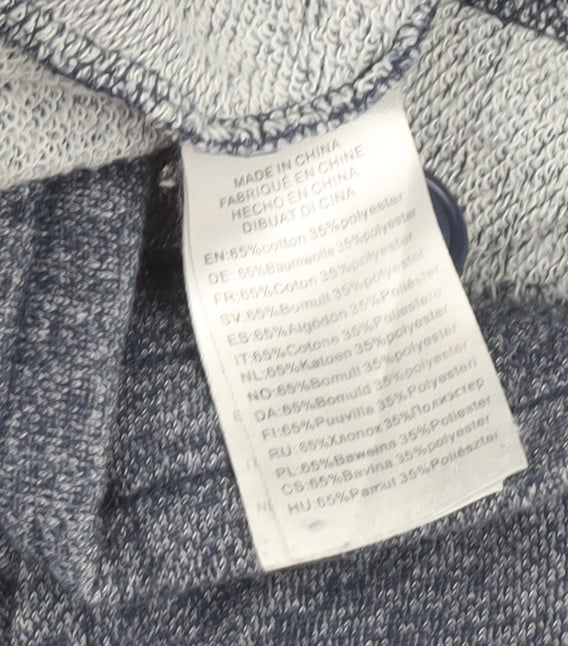 MADE IN CHINA
FABRIQUÉ EN CHINE
HECHO EN CHINA
DIBUAT DI CINA
EN:65%cotton 35%polyester
DE: 65%Baumwolle 35%polyester
FR:65%Coton 35%polyester
SV:65%Bomull 35%polyester
ES:65%Algodón 35%Poliéster
IT:65%Cotone 35%Poliestere
NL:65%Katoen 35%polyester
NO:65%Bomull 35%polyester
DA:65%Bomuld 35%polyester
FI:65%Puuvilla 35%Polyesteri
RU: 65%Хлопок35%Полиэстер
PL:65%Bawełna 35%Poliester
CS:65%Bavlna 35%polyester
HU:65%Pamut 35%Poliészter